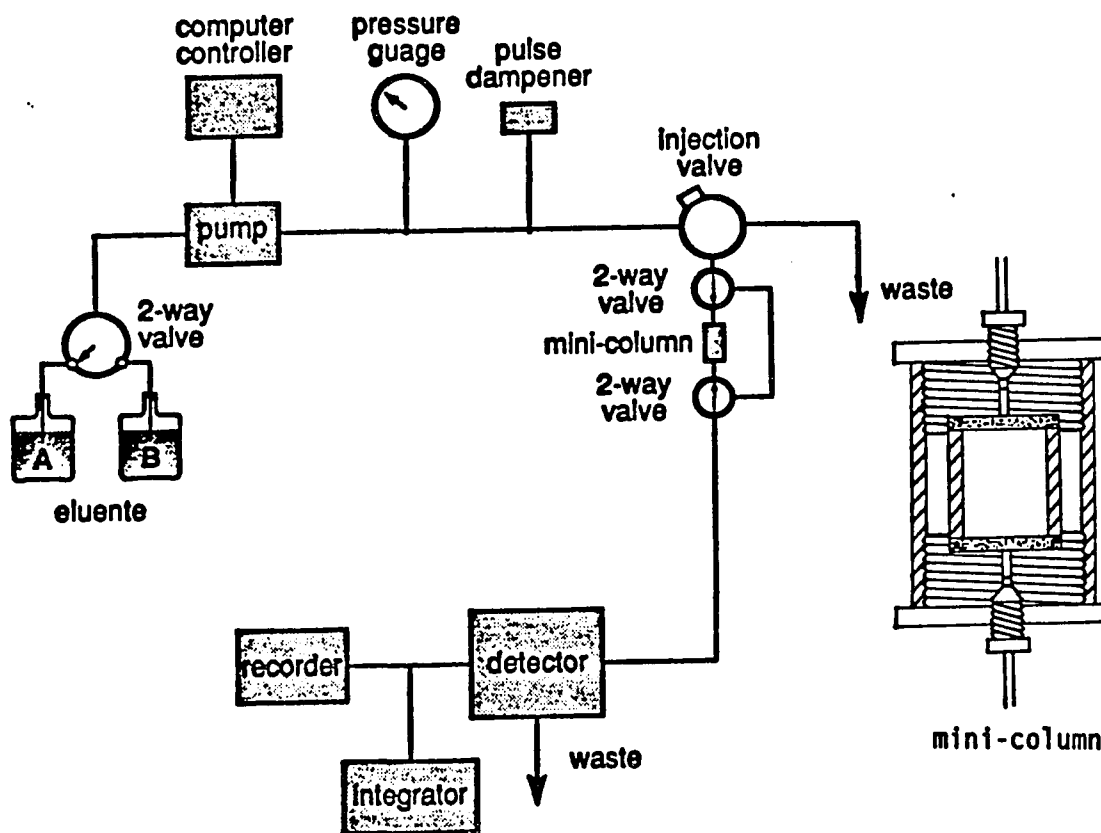 computer
controller
pressure
guage
pulse
dampener
injection
valve
pump
2-way
valve
waste
2-way
valve
mini-column
2-way
valve
A
B
eluente
recorder
detector
integrator
waste
mini-column